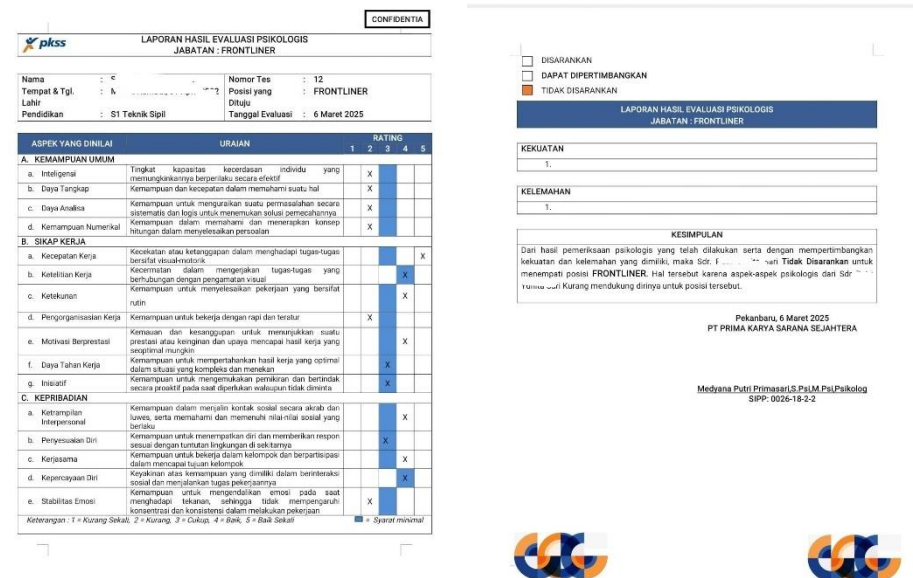 CONFIDENTIA
pkss
LAPORAN HASIL EVALUASI PSIKOLOGIS
JABATAN : FRONTLINER
Nama : S Nomor Tes : 12
Tempat & Tgl. Lahir : Posisi yang Dituju : FRONTLINER
Pendidikan : S1 Teknik Sipil Tanggal Evaluasi : 6 Maret 2025
ASPEK YANG DINILAI URAIAN RATING
1 2 3 4 5
A. KEMAMPUAN UMUM
a. Inteligensi Tingkat kapasitas kecerdasan individu yang
memungkinkannya berperilaku secara efektif X
b. Daya Tangkap Kemampuan dan kecepatan dalam memahami suatu hal X
c. Daya Analisa Kemampuan untuk menguraikan suatu permasalahan secara
sistematis dan logis untuk menemukan solusi pemecahannya X
d. Kemampuan Numerikal Kemampuan dalam memahami dan menerapkan konsep
hitungan dalam menyelesaikan persoalan X
B. SIKAP KERJA
a. Kecepatan Kerja Kecekatan atau ketanggapan dalam menghadapi tugas-tugas
bersifat visual-motorik X
b. Ketelitian Kerja Kecermatan dalam mengerjakan tugas-tugas yang
berhubungan dengan pengamatan visual X
c. Ketekunan Kemampuan untuk menyelesaikan pekerjaan yang bersifat
rutin X
d. Pengorganisasian Kerja Kemampuan untuk bekerja dengan rapi dan teratur X
e. Motivasi Berprestasi Kemauan dan kesanggupan untuk menunjukkan suatu
prestasi atau keinginan dan upaya mencapai hasil kerja yang
seoptimal mungkin X
f. Daya Tahan Kerja Kemampuan untuk mempertahankan hasil kerja yang optimal
dalam situasi yang kompleks dan menekan X
g. Inisiatif Kemampuan untuk mengemukakan pemikiran dan bertindak
secara proaktif pada saat diperlukan walaupun tidak diminta X
C. KEPRIBADIAN
a. Ketrampilan Interpersonal Kemampuan dalam menjalin kontak sosial secara akrab dan
luwes, serta memahami dan memenuhi nilai-nilai sosial yang
berlaku X
b. Penyesuaian Diri Kemampuan untuk menempatkan diri dan memberikan respon
sesuai dengan tuntutan lingkungan di sekitarnya X
c. Kerjasama Kemampuan untuk bekerja dalam kelompok dan berpartisipasi
dalam mencapai tujuan kelompok X
d. Kepercayaan Diri Keyakinan atas kemampuan yang dimiliki dalam berinteraksi
sosial dan menjalankan tugas pekerjaannya X
e. Stabilitas Emosi Kemampuan untuk mengendalikan emosi pada saat
menghadapi tekanan, sehingga tidak mempengaruhi
konsentrasi dan konsistensi dalam melakukan pekerjaan X
Keterangan : 1 = Kurang Sekali, 2 = Kurang, 3 = Cukup, 4 = Baik, 5 = Baik Sekali = Syarat minimal
DISARANKAN
DAPAT DIPERTIMBANGKAN
TIDAK DISARANKAN
LAPORAN HASIL EVALUASI PSIKOLOGIS
JABATAN : FRONTLINER
KEKUATAN
1.
KELEMAHAN
1.
KESIMPULAN
Dari hasil pemeriksaan psikologis yang telah dilakukan serta dengan mempertimbangkan
kekuatan dan kelemahan yang dimiliki, maka Sdr. Tidak Disarankan untuk
menempati posisi FRONTLINER. Hal tersebut karena aspek-aspek psikologis dari Sdr
Kurang mendukung dirinya untuk posisi tersebut.
Pekanbaru, 6 Maret 2025
PT PRIMA KARYA SARANA SEJAHTERA
Medyana Putri Primasari,S.Psi,M.Psi,Psikolog
SIPP: 0026-18-2-2